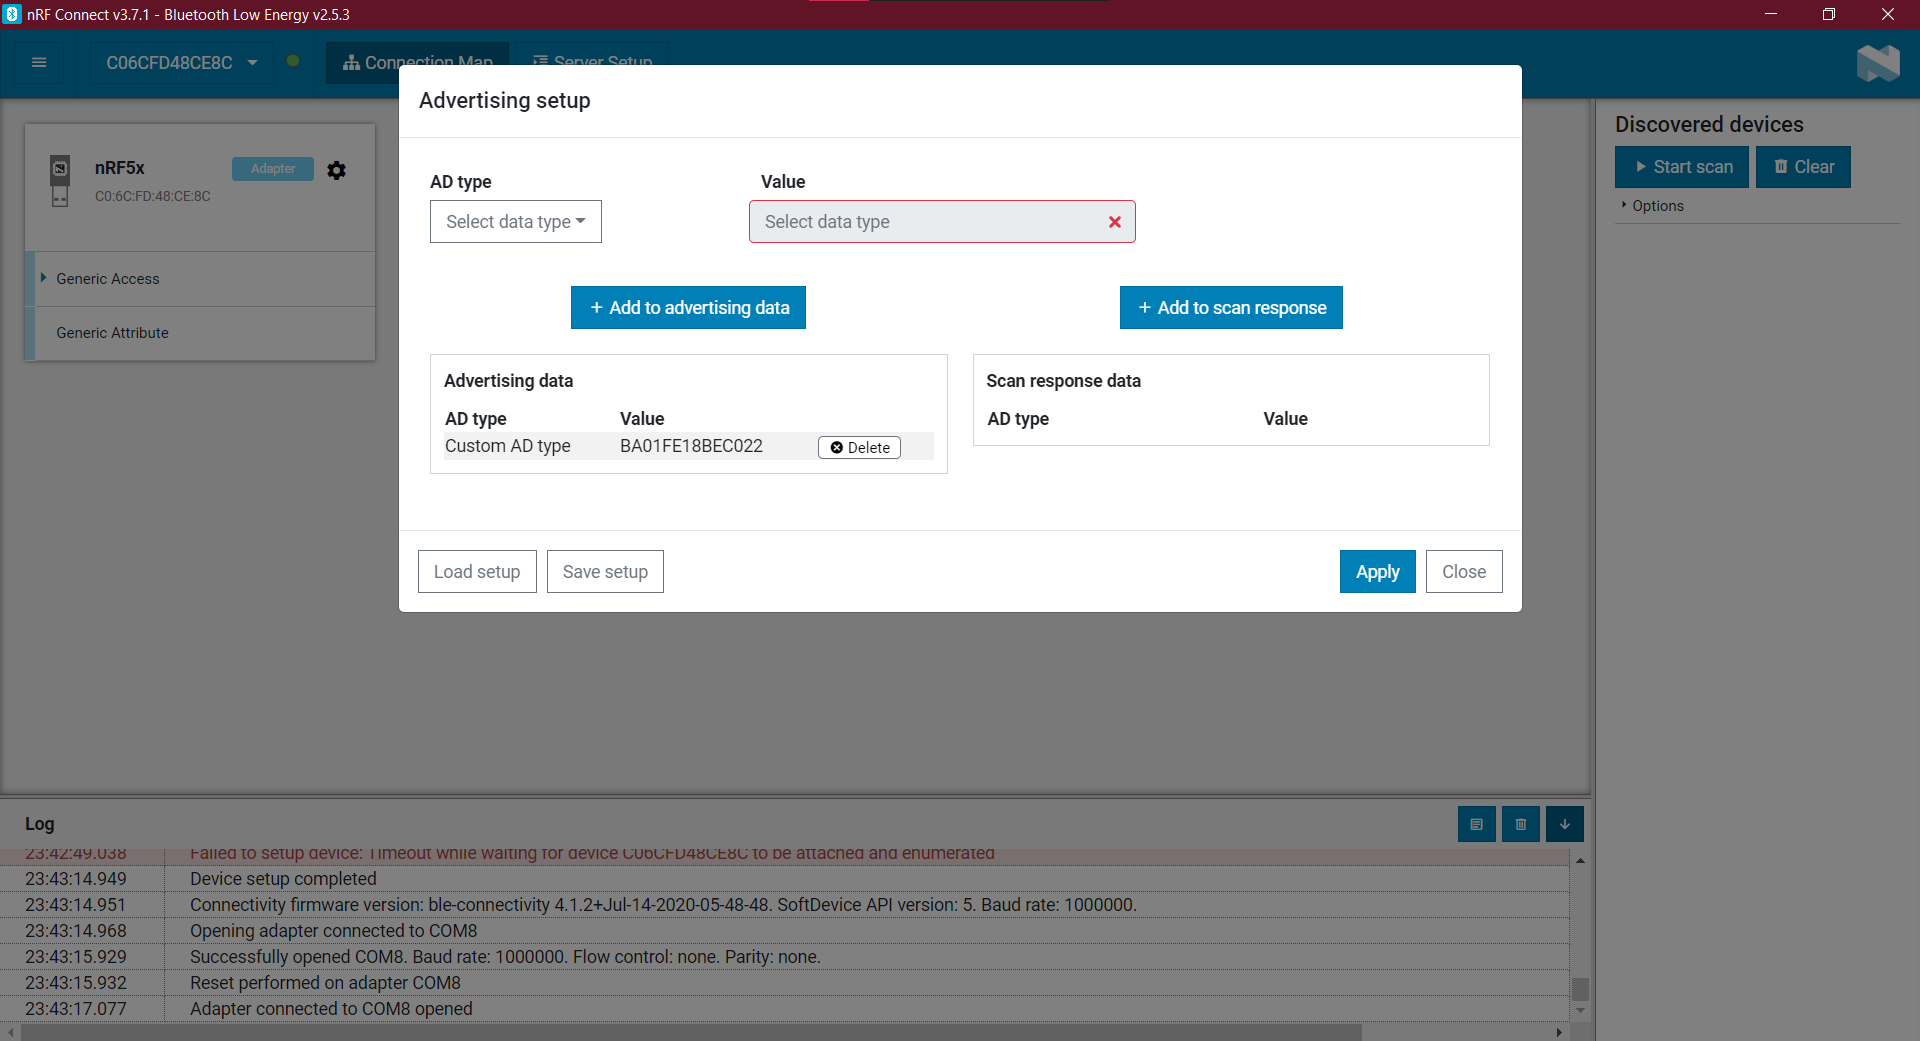 nRF Connect v3.7.1 - Bluetooth Low Energy v2.5.3
C06CFD48CE8C
Connection Map
Server Setup
Advertising setup
nRF5x
Adapter
C0:6C:FD:48:CE:8C
Generic Access
Generic Attribute
AD type
Value
Select data type
Select data type
+ Add to advertising data
+ Add to scan response
Advertising data
AD type Value
Custom AD type BA01FE18BEC022 Delete
Scan response data
AD type Value
Load setup
Save setup
Apply
Close
Discovered devices
Start scan
Clear
Options
Log
23:42:49.038 Failed to setup device: Timeout while waiting for device C06CFD48CE8C to be attached and enumerated
23:43:14.949 Device setup completed
23:43:14.951 Connectivity firmware version: ble-connectivity 4.1.2+Jul-14-2020-05-48-48. SoftDevice API version: 5. Baud rate: 1000000.
23:43:14.968 Opening adapter connected to COM8
23:43:15.929 Successfully opened COM8. Baud rate: 1000000. Flow control: none. Parity: none.
23:43:15.932 Reset performed on adapter COM8
23:43:17.077 Adapter connected to COM8 opened